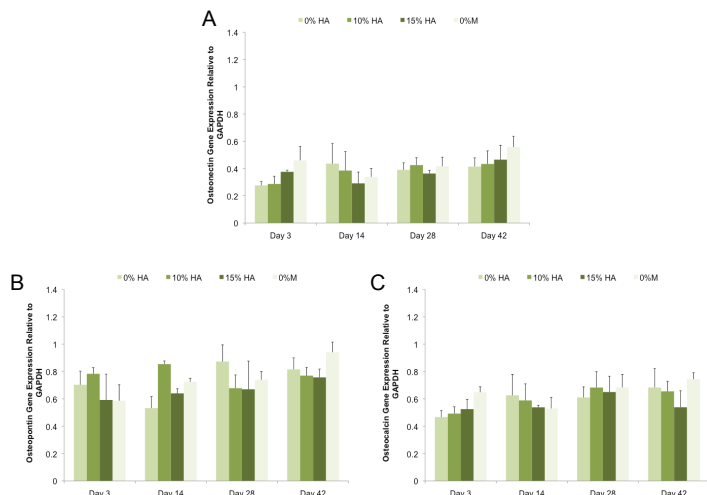 A
0% HA 10% HA 15% HA 0%M
Osteonectin Gene Expression Relative to
GAPDH
1.4
1.2
1
0.8
0.6
0.4
0.2
0
Day 3 Day 14 Day 28 Day 42
B
0% HA 10% HA 15% HA 0%M
Osteopontin Gene Expression Relative to
GAPDH
1.4
1.2
1
0.8
0.6
0.4
0.2
0
Day 3 Day 14 Day 28 Day 42
C
0% HA 10% HA 15% HA 0%M
Osteocalcin Gene Expression Relative to
GAPDH
1.4
1.2
1
0.8
0.6
0.4
0.2
0
Day 3 Day 14 Day 28 Day 42